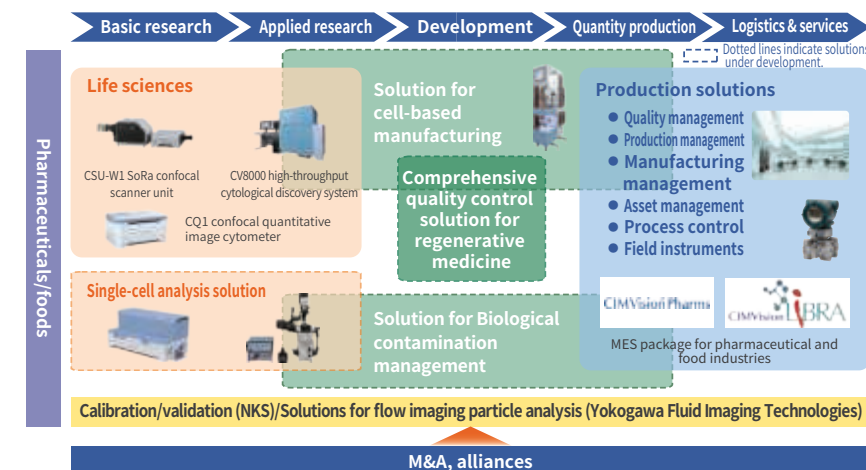 Basic research
Applied research
Development
Quantity production
Logistics & services
Dotted lines indicate solutions
under development.
Pharmaceuticals/foods
Life sciences
CSU-W1 SoRa confocal
scanner unit
CV8000 high-throughput
cytological discovery system
CQ1 confocal quantitative
image cytometer
Single-cell analysis solution
Solution for
cell-based
manufacturing
Comprehensive
quality control
solution for
regenerative
medicine
Solution for Biological
contamination
management
Production solutions
● Quality management
● Production management
● Manufacturing
management
● Asset management
● Process control
● Field instruments
CIMVision Pharms
CIMVision LIBRA
MES package for pharmaceutical and
food industries
Calibration/validation (NKS)/Solutions for flow imaging particle analysis (Yokogawa Fluid Imaging Technologies)
M&A, alliances